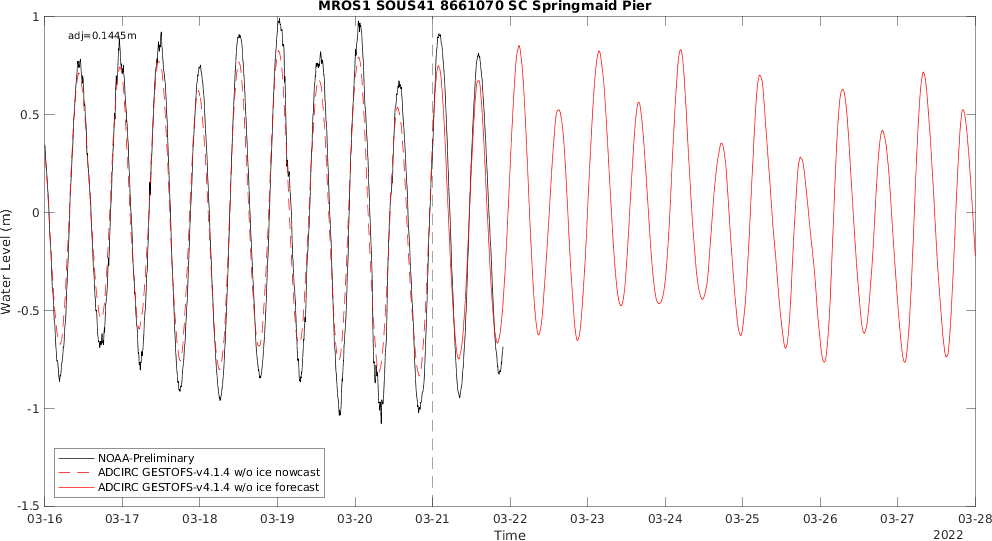 MROS1 SOUS41 8661070 SC Springmaid Pier
adj=0.1445m
1
0.5
0
-0.5
-1
-1.5
Water Level (m)
NOAA-Preliminary
ADCIRC GESTOFS-v4.1.4 w/o ice nowcast
ADCIRC GESTOFS-v4.1.4 w/o ice forecast
03-16 03-17 03-18 03-19 03-20 03-21 03-22 03-23 03-24 03-25 03-26 03-27 03-28
Time
2022